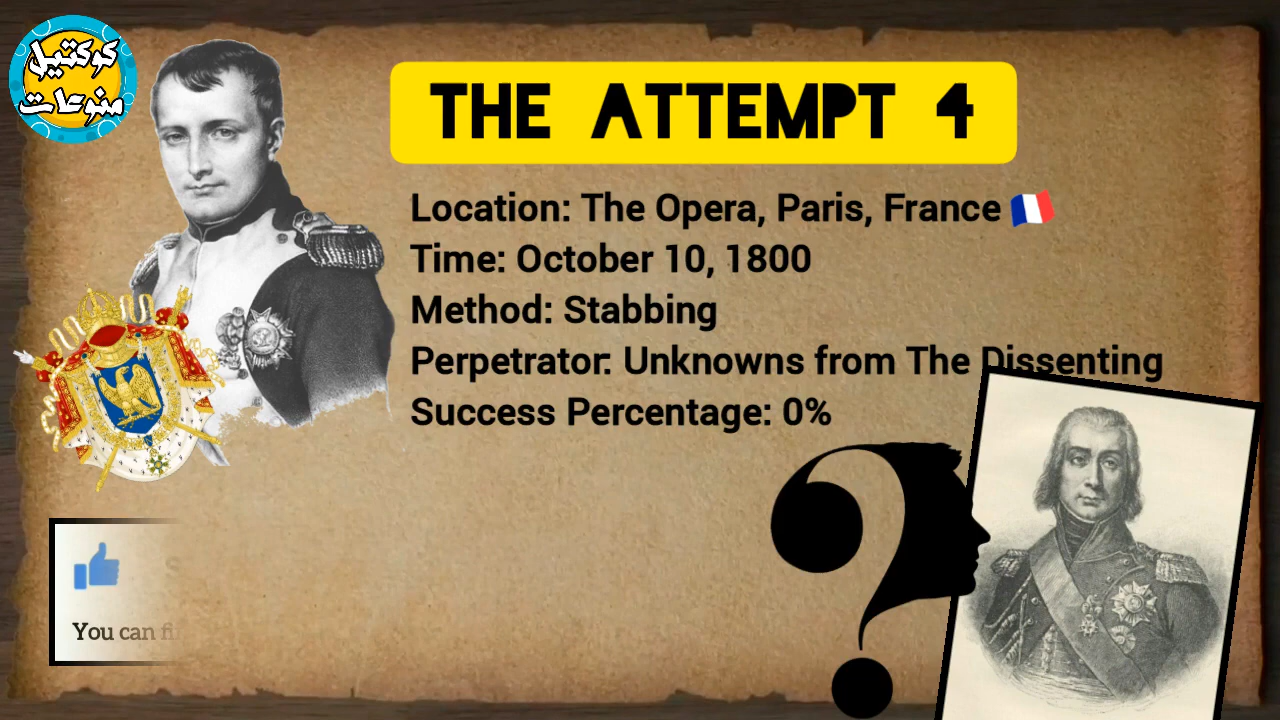 كوكتيل
منوعات
THE ATTEMPT 4
Location: The Opera, Paris, France
Time: October 10, 1800
Method: Stabbing
Perpetrator: Unknowns from The Dissenting
Success Percentage: 0%
You can fi